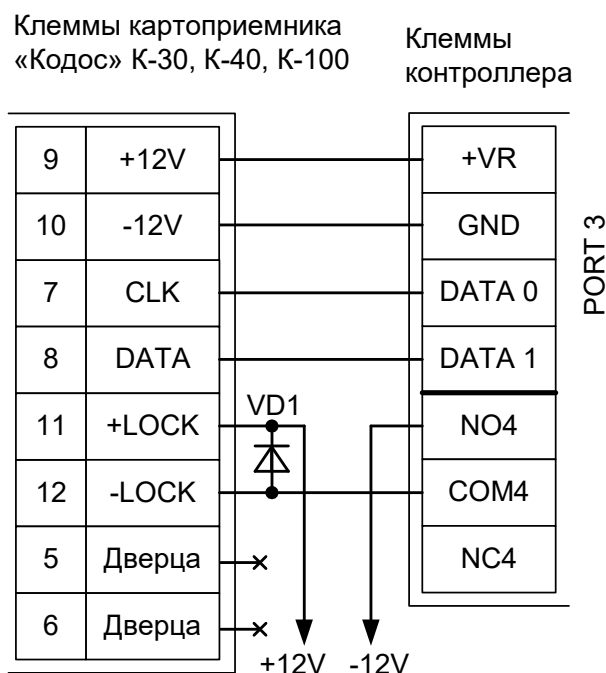 Клеммы картоприемника
«Кодос» К-30, К-40, К-100
Клеммы
контроллера
9 +12V +VR
10 -12V GND
7 CLK DATA 0
8 DATA DATA 1
PORT 3
VD1
11 +LOCK NO4
12 -LOCK COM4
5 Дверца NC4
6 Дверца
+12V -12V